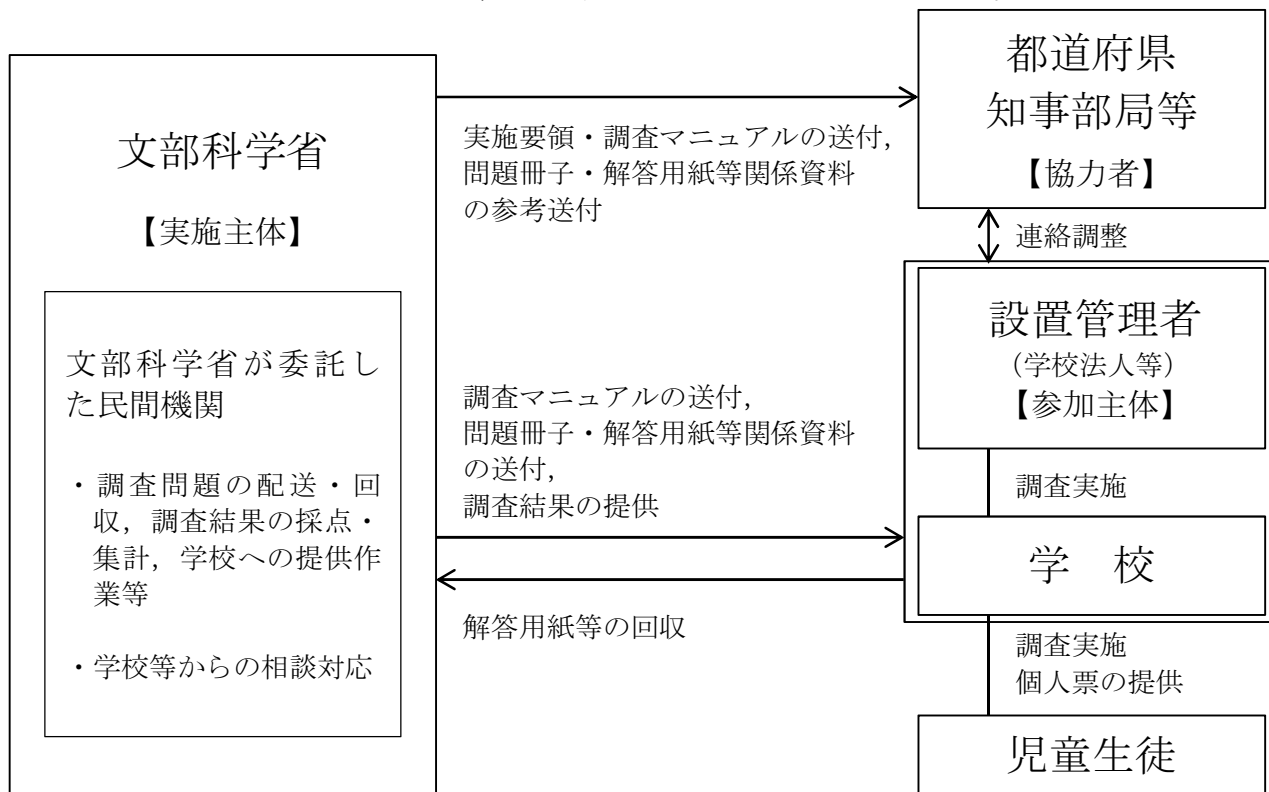 文部科学省
【実施主体】
文部科学省が委託し
た民間機関
・調査問題の配送・回
収，調査結果の採点・
集計，学校への提供作
業等
・学校等からの相談対応
実施要領・調査マニュアルの送付，
問題冊子・解答用紙等関係資料
の参考送付
調査マニュアルの送付，
問題冊子・解答用紙等関係資料
の送付，
調査結果の提供
解答用紙等の回収
都道府県
知事部局等
【協力者】
連絡調整
設置管理者
（学校法人等）
【参加主体】
調査実施
学　校
調査実施
個人票の提供
児童生徒